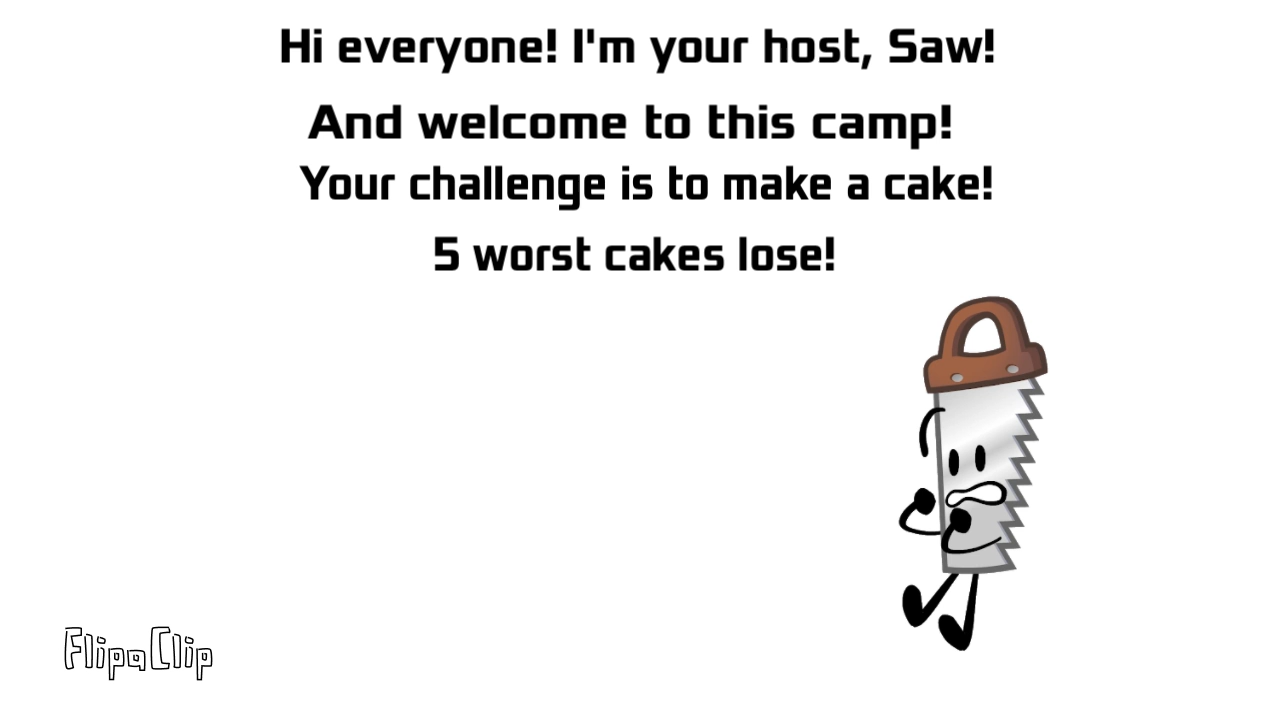 Hi everyone! I'm your host, Saw!
And welcome to this camp!
Your challenge is to make a cake!
5 worst cakes lose!
FlipaClip